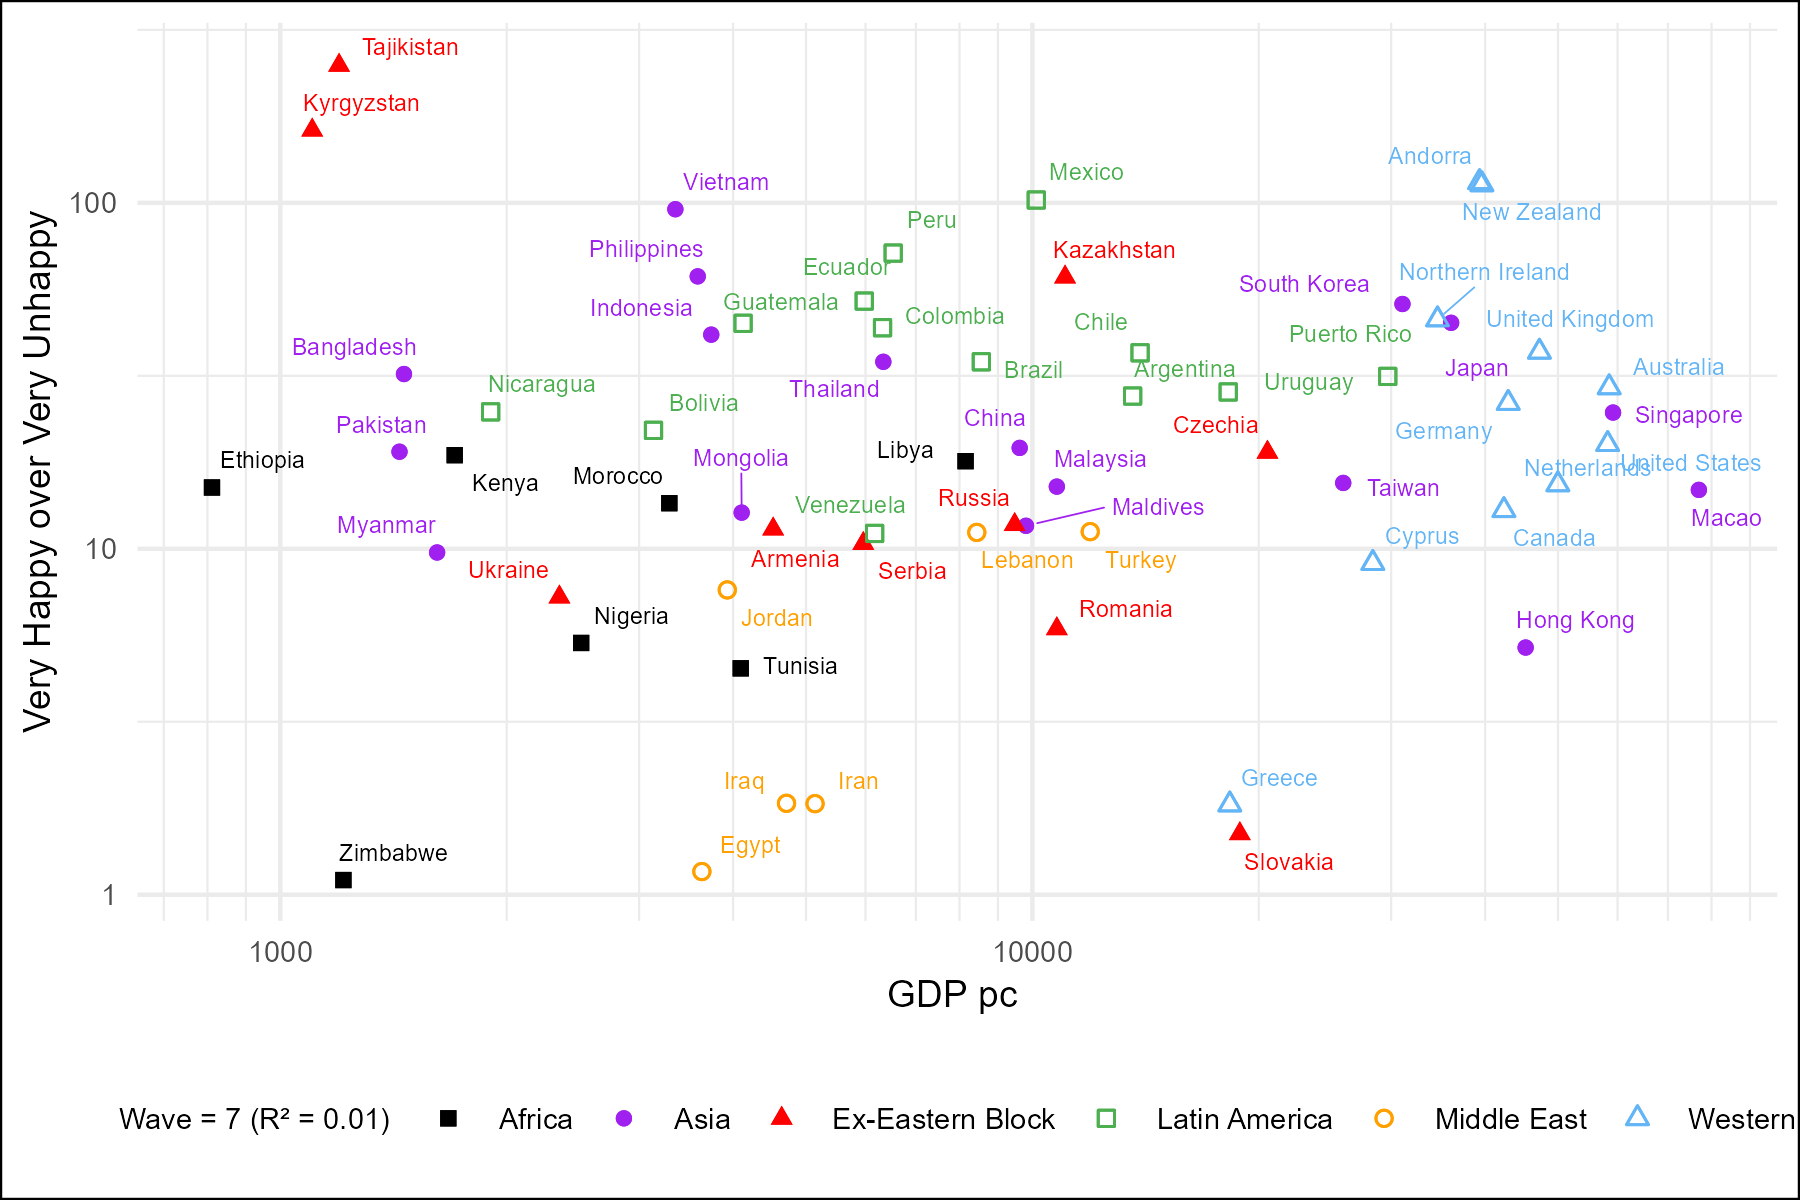 Tajikistan
Kyrgyzstan
Andorra
Mexico
Vietnam
100
New Zealand
Peru
Philippines
Kazakhstan
Ecuador
Northern Ireland
South Korea
Guatemala
Indonesia
Colombia
Chile
United Kingdom
Puerto Rico
Bangladesh
Brazil
Argentina
Japan
Australia
Nicaragua
Thailand
Uruguay
Bolivia
China
Singapore
Pakistan
Czechia
Germany
Libya
Ethiopia
Mongolia
Malaysia
Netherlands
United States
Kenya
Morocco
Taiwan
Venezuela
Russia
Maldives
Macao
Myanmar
Cyprus
Canada
10
Armenia
Lebanon
Turkey
Ukraine
Serbia
Nigeria
Jordan
Romania
Hong Kong
Tunisia
Iraq
Iran
Greece
Egypt
Zimbabwe
Slovakia
1
Very Happy over Very Unhappy
1000
10000
GDP pc
Wave = 7 (R² = 0.01)
Africa
Asia
Ex-Eastern Block
Latin America
Middle East
Western